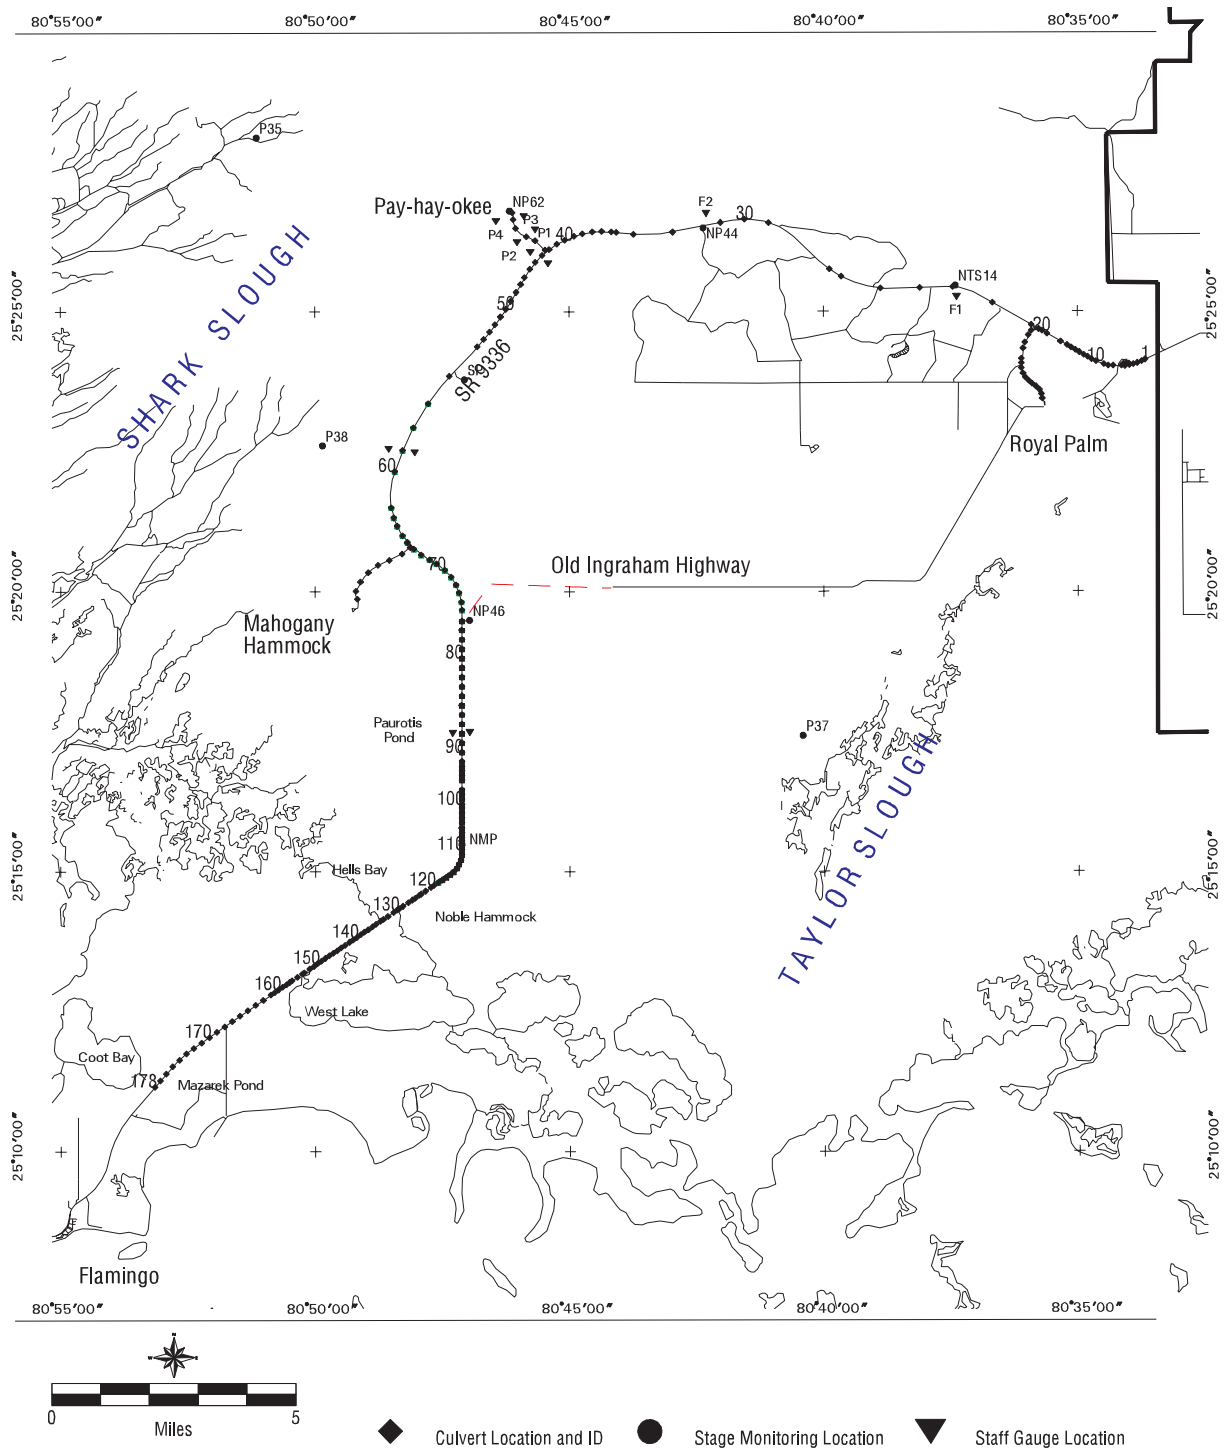 80°55'00" 80°50'00" 80°45'00" 80°40'00" 80°35'00"
P35
Pay-hay-okee
NP62
P3
P4
P1
P2
40
F2
30
NP44
NTS14
F1
25°25'00"
25°25'00"
SHARK SLOUGH
50
SR 9336
20
10
1
Royal Palm
P38
60
70
Old Ingraham Highway
25°20'00"
25°20'00"
NP46
Mahogany
Hammock
80
Paurotis
Pond
90
P37
TAYLOR SLOUGH
100
110
NMP
25°15'00"
25°15'00"
Hells Bay
120
130
Noble Hammock
140
150
160
West Lake
170
Coot Bay
178
Mazarek Pond
25°10'00"
25°10'00"
Flamingo
80°55'00" 80°50'00" 80°45'00" 80°40'00" 80°35'00"
N
0 5
Miles
Culvert Location and ID
Stage Monitoring Location
Staff Gauge Location